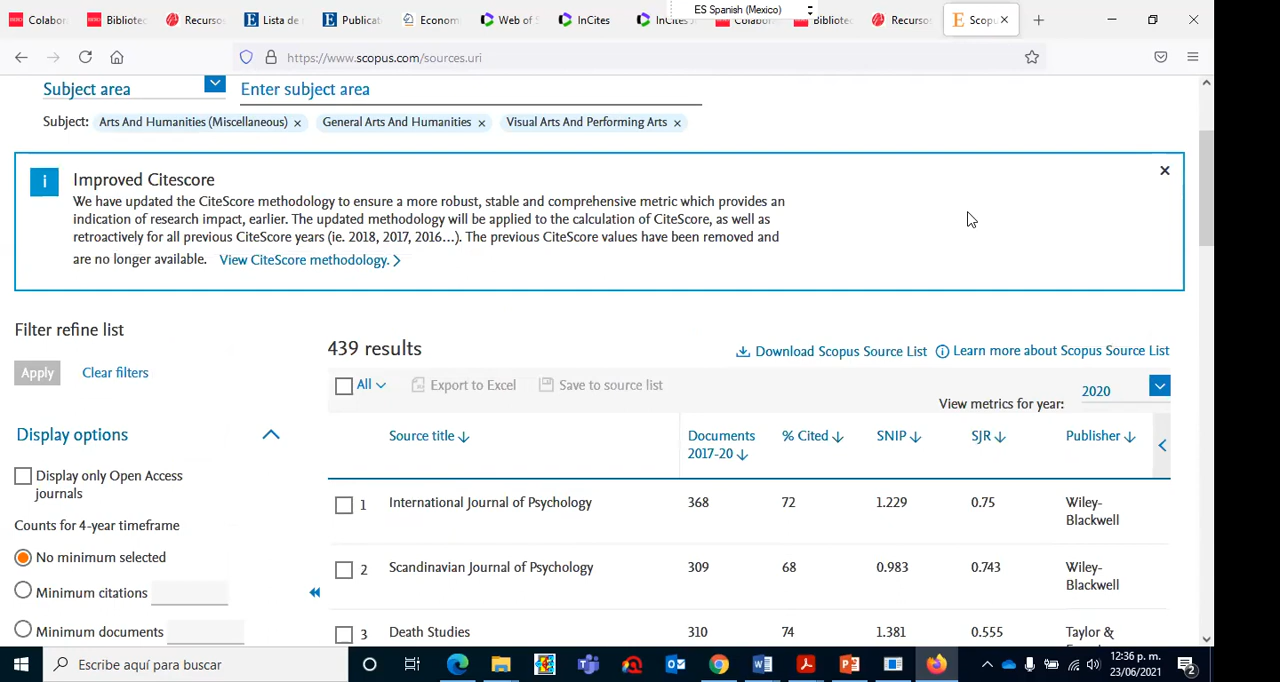 Colabor
Bibliotec
Recurso
Lista de
Publicat
Econom
Web of S
InCites
InCites
ES Spanish (Mexico)
Colabor
Bibliotec
Recurso
Scop
https://www.scopus.com/sources.uri
Subject area
Enter subject area
Subject: Arts And Humanities (Miscellaneous) × General Arts And Humanities × Visual Arts And Performing Arts ×
Improved Citescore
We have updated the CiteScore methodology to ensure a more robust, stable and comprehensive metric which provides an
indication of research impact, earlier. The updated methodology will be applied to the calculation of CiteScore, as well as
retroactively for all previous CiteScore years (ie. 2018, 2017, 2016...). The previous CiteScore values have been removed and
are no longer available. View CiteScore methodology. >
Filter refine list
Apply Clear filters
Display options
Display only Open Access
journals
Counts for 4-year timeframe
No minimum selected
Minimum citations
Minimum documents
439 results
Download Scopus Source List Learn more about Scopus Source List
All Export to Excel Save to source list
View metrics for year: 2020
Source title Documents 2017-20 % Cited SNIP SJR Publisher
1 International Journal of Psychology 368 72 1.229 0.75 Wiley-
Blackwell
2 Scandinavian Journal of Psychology 309 68 0.983 0.743 Wiley-
Blackwell
3 Death Studies 310 74 1.381 0.555 Taylor &
Escribe aquí para buscar
12:36 p. m.
23/06/2021
2